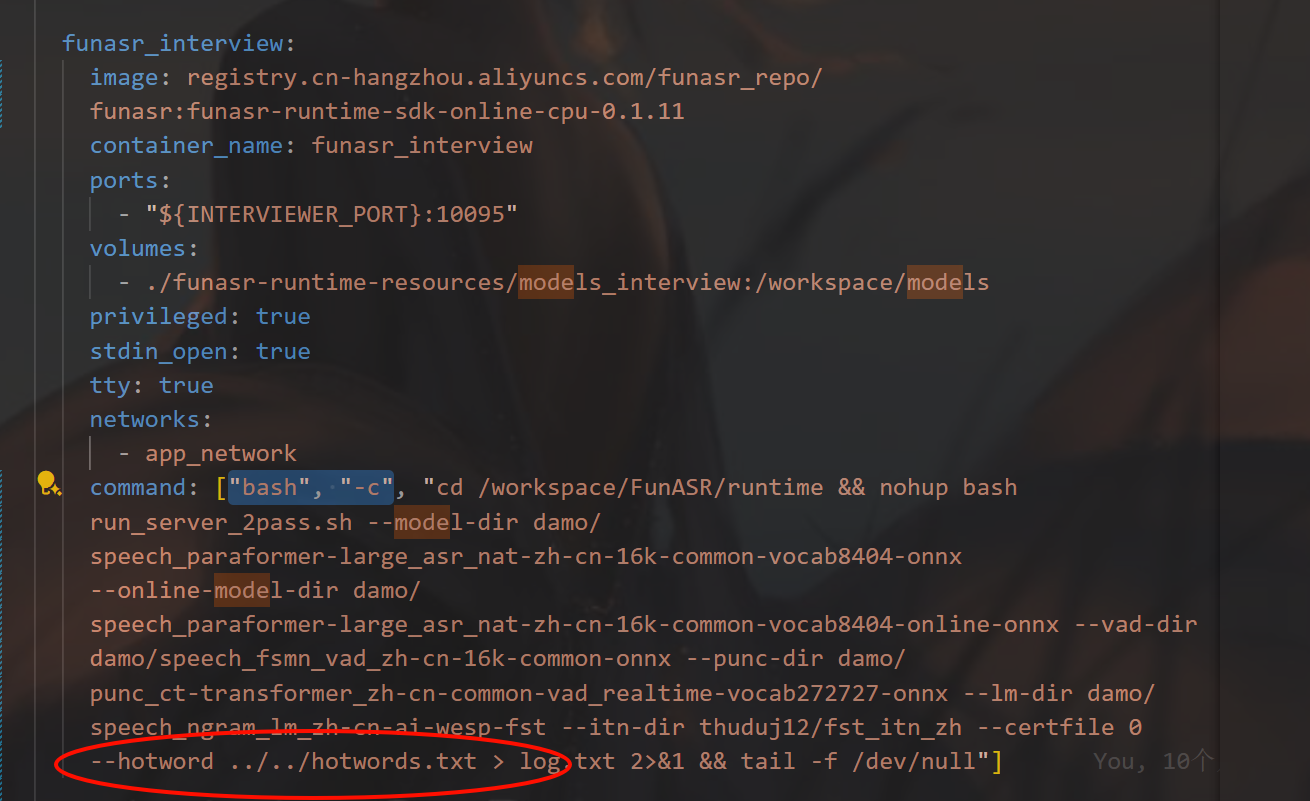 funasr_interview:
image: registry.cn-hangzhou.aliyuncs.com/funasr_repo/
funasr:funasr-runtime-sdk-online-cpu-0.1.11
container_name: funasr_interview
ports:
- "${INTERVIEWER_PORT}:10095"
volumes:
- ./funasr-runtime-resources/models_interview:/workspace/models
privileged: true
stdin_open: true
tty: true
networks:
- app_network
command: ["bash", "-c", "cd /workspace/FunASR/runtime && nohup bash
run_server_2pass.sh --model-dir damo/
speech_paraformer-large_asr_nat-zh-cn-16k-common-vocab8404-onnx
--online-model-dir damo/
speech_paraformer-large_asr_nat-zh-cn-16k-common-vocab8404-online-onnx --vad-dir
damo/speech_fsmn_vad_zh-cn-16k-common-onnx --punc-dir damo/
punc_ct-transformer_zh-cn-common-vad_realtime-vocab272727-onnx --lm-dir damo/
speech_ngram_lm_zh-cn-ai-wesp-fst --itn-dir thuduj12/fst_itn_zh --certfile 0
--hotword ../../hotwords.txt > log.txt 2>&1 && tail -f /dev/null"] You, 10个